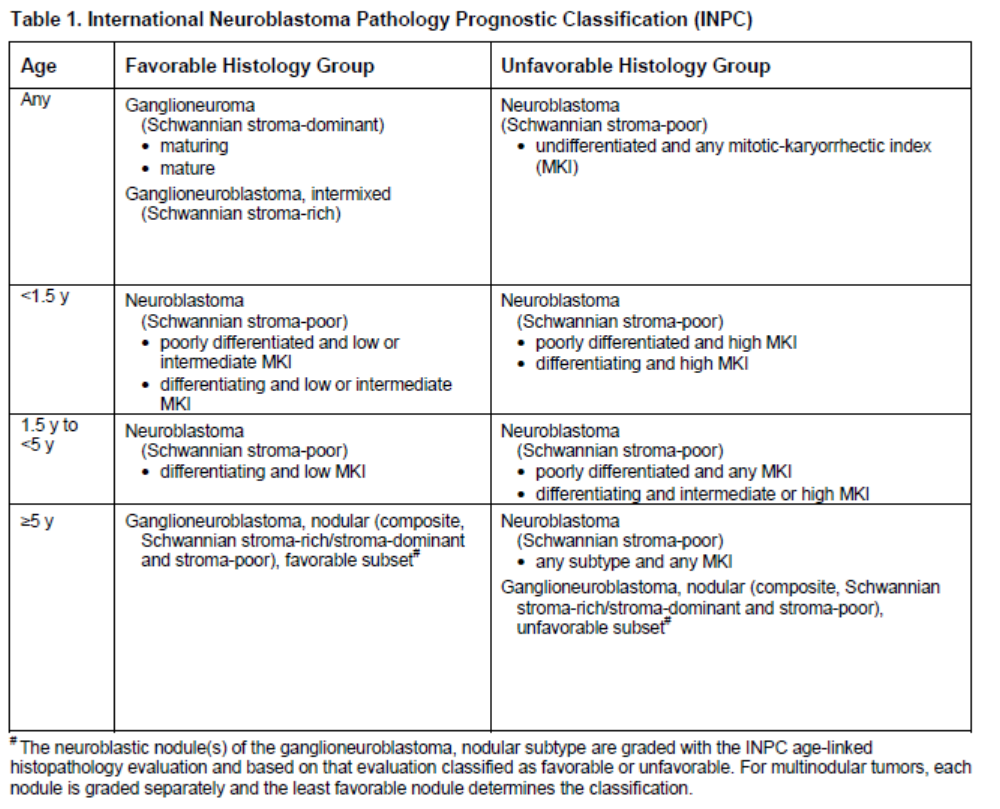 Table 1. International Neuroblastoma Pathology Prognostic Classification (INPC)
Age
Favorable Histology Group
Unfavorable Histology Group
Any
Ganglioneuroma
(Schwannian stroma-dominant)
• maturing
• mature
Ganglioneuroblastoma, intermixed
(Schwannian stroma-rich)
Neuroblastoma
(Schwannian stroma-poor)
• undifferentiated and any mitotic-karyorrhectic index
(MKI)
<1.5 y
Neuroblastoma
(Schwannian stroma-poor)
• poorly differentiated and low or
intermediate MKI
• differentiating and low or intermediate
MKI
Neuroblastoma
(Schwannian stroma-poor)
• poorly differentiated and high MKI
• differentiating and high MKI
1.5 y to
<5 y
Neuroblastoma
(Schwannian stroma-poor)
• differentiating and low MKI
Neuroblastoma
(Schwannian stroma-poor)
• poorly differentiated and any MKI
• differentiating and intermediate or high MKI
≥5 y
Ganglioneuroblastoma, nodular (composite,
Schwannian stroma-rich/stroma-dominant
and stroma-poor), favorable subset#
Neuroblastoma
(Schwannian stroma-poor)
• any subtype and any MKI
Ganglioneuroblastoma, nodular (composite, Schwannian
stroma-rich/stroma-dominant and stroma-poor),
unfavorable subset#
# The neuroblastic nodule(s) of the ganglioneuroblastoma, nodular subtype are graded with the INPC age-linked
histopathology evaluation and based on that evaluation classified as favorable or unfavorable. For multinodular tumors, each
nodule is graded separately and the least favorable nodule determines the classification.